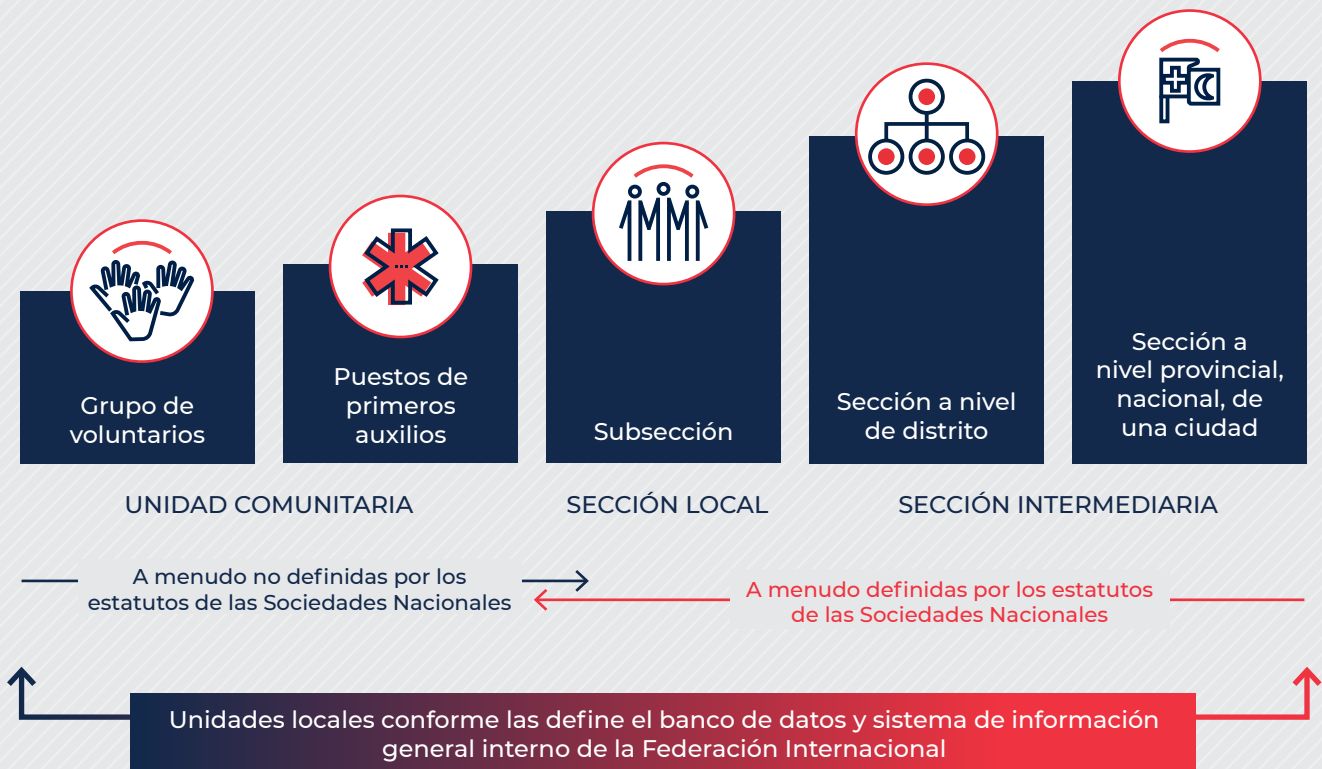 Grupo de
voluntarios
Puestos de
primeros
auxilios
Subsección
Sección a nivel
de distrito
Sección a
nivel provincial,
nacional, de
una ciudad
UNIDAD COMUNITARIA
SECCIÓN LOCAL
SECCIÓN INTERMEDIARIA
A menudo no definidas por los
estatutos de las Sociedades Nacionales
A menudo definidas por los estatutos
de las Sociedades Nacionales
Unidades locales conforme las define el banco de datos y sistema de información
general interno de la Federación Internacional